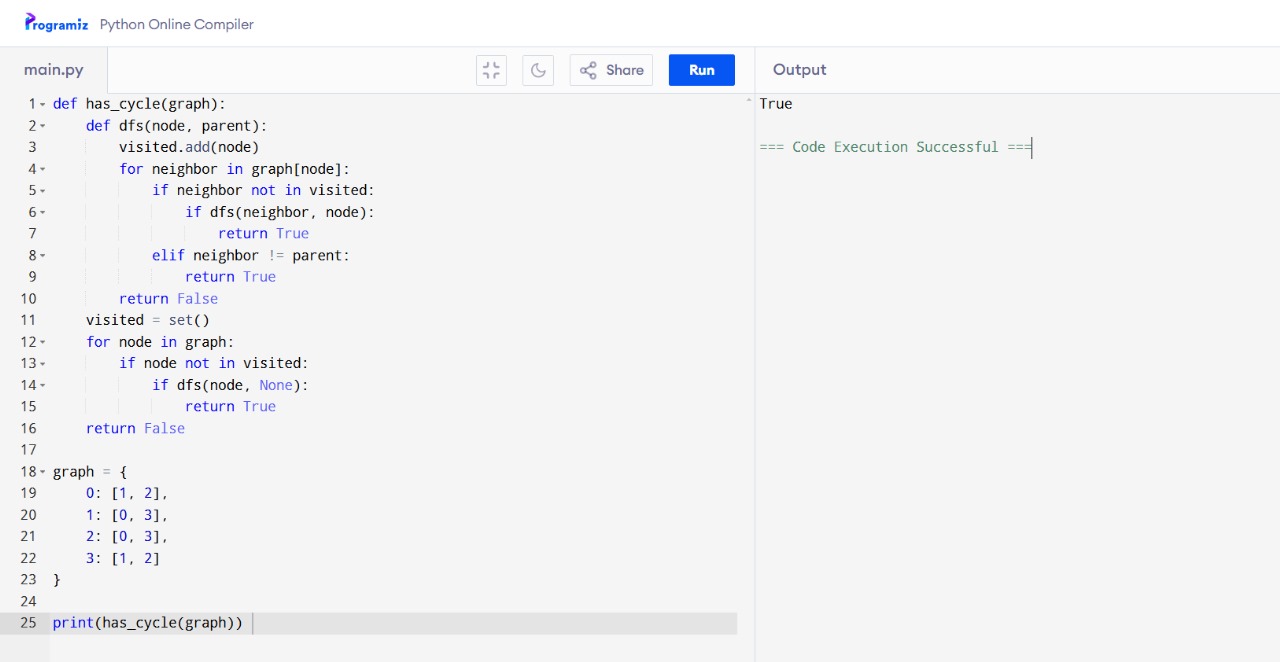 Programiz Python Online Compiler
main.py
Share
Run
Output
1 def has_cycle(graph):
2     def dfs(node, parent):
3         visited.add(node)
4         for neighbor in graph[node]:
5             if neighbor not in visited:
6                 if dfs(neighbor, node):
7                     return True
8             elif neighbor != parent:
9                 return True
10         return False
11     visited = set()
12     for node in graph:
13         if node not in visited:
14             if dfs(node, None):
15                 return True
16     return False
17
18 graph = {
19     0: [1, 2],
20     1: [0, 3],
21     2: [0, 3],
22     3: [1, 2]
23 }
24
25 print(has_cycle(graph))
True
=== Code Execution Successful ===